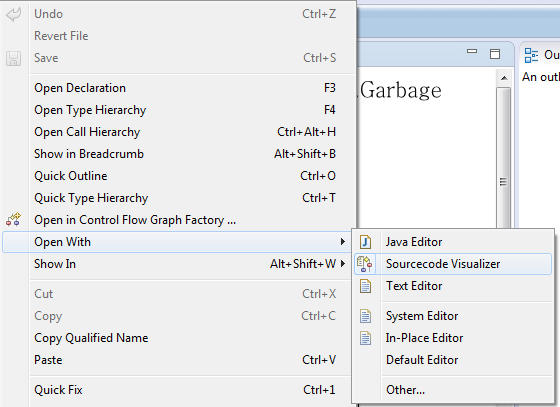 Undo Ctrl+Z
Revert File
Save Ctrl+S
Open Declaration F3
Open Type Hierarchy F4
Open Call Hierarchy Ctrl+Alt+H
Show in Breadcrumb Alt+Shift+B
Quick Outline Ctrl+O
Quick Type Hierarchy Ctrl+T
Open in Control Flow Graph Factory ...
Open With
Show In Alt+Shift+W
Cut Ctrl+X
Copy Ctrl+C
Copy Qualified Name
Paste Ctrl+V
Quick Fix Ctrl+1
.Garbage
Ou
An outl
Java Editor
Sourcecode Visualizer
Text Editor
System Editor
In-Place Editor
Default Editor
Other...